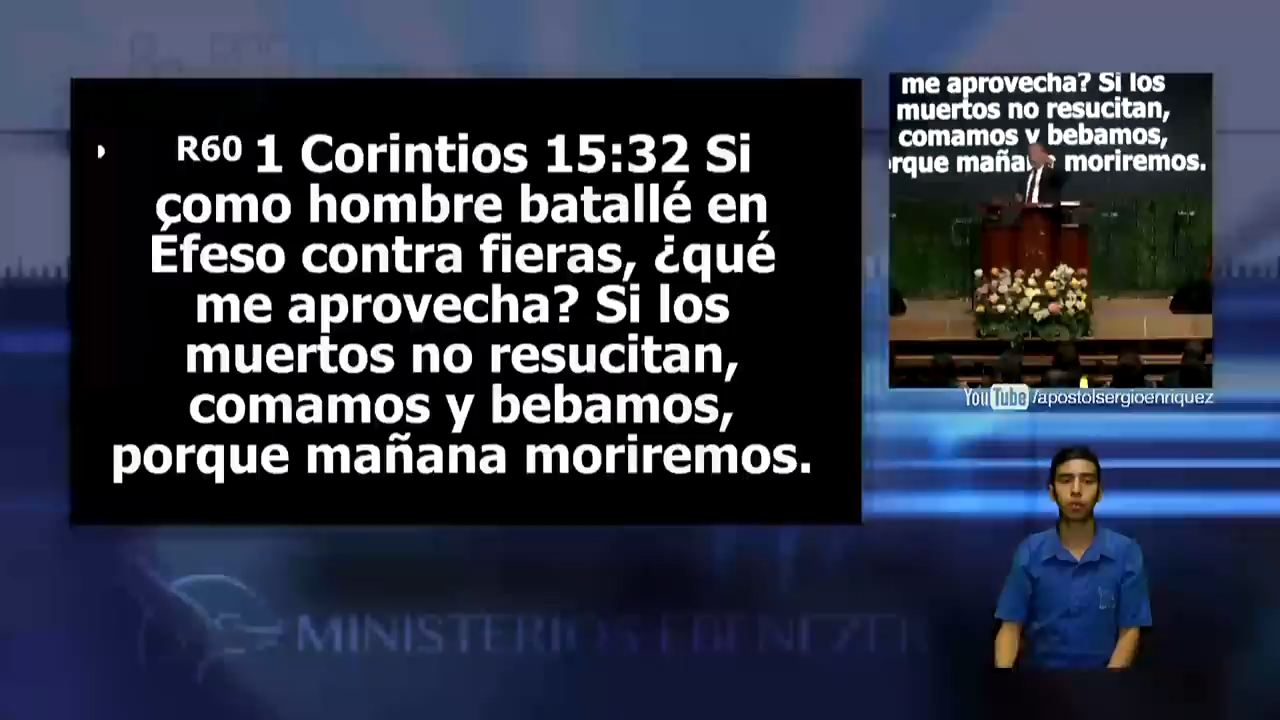 R60 1 Corintios 15:32 Si
como hombre batallé en
Éfeso contra fieras, ¿qué
me aprovecha? Si los
muertos no resucitan,
comamos y bebamos,
porque mañana moriremos.
me aprovecha? Si los
muertos no resucitan,
comamos y bebamos,
rque mañana moriremos.
YouTube /apostolsergioenriquez
MINISTERIOS EBENEZER